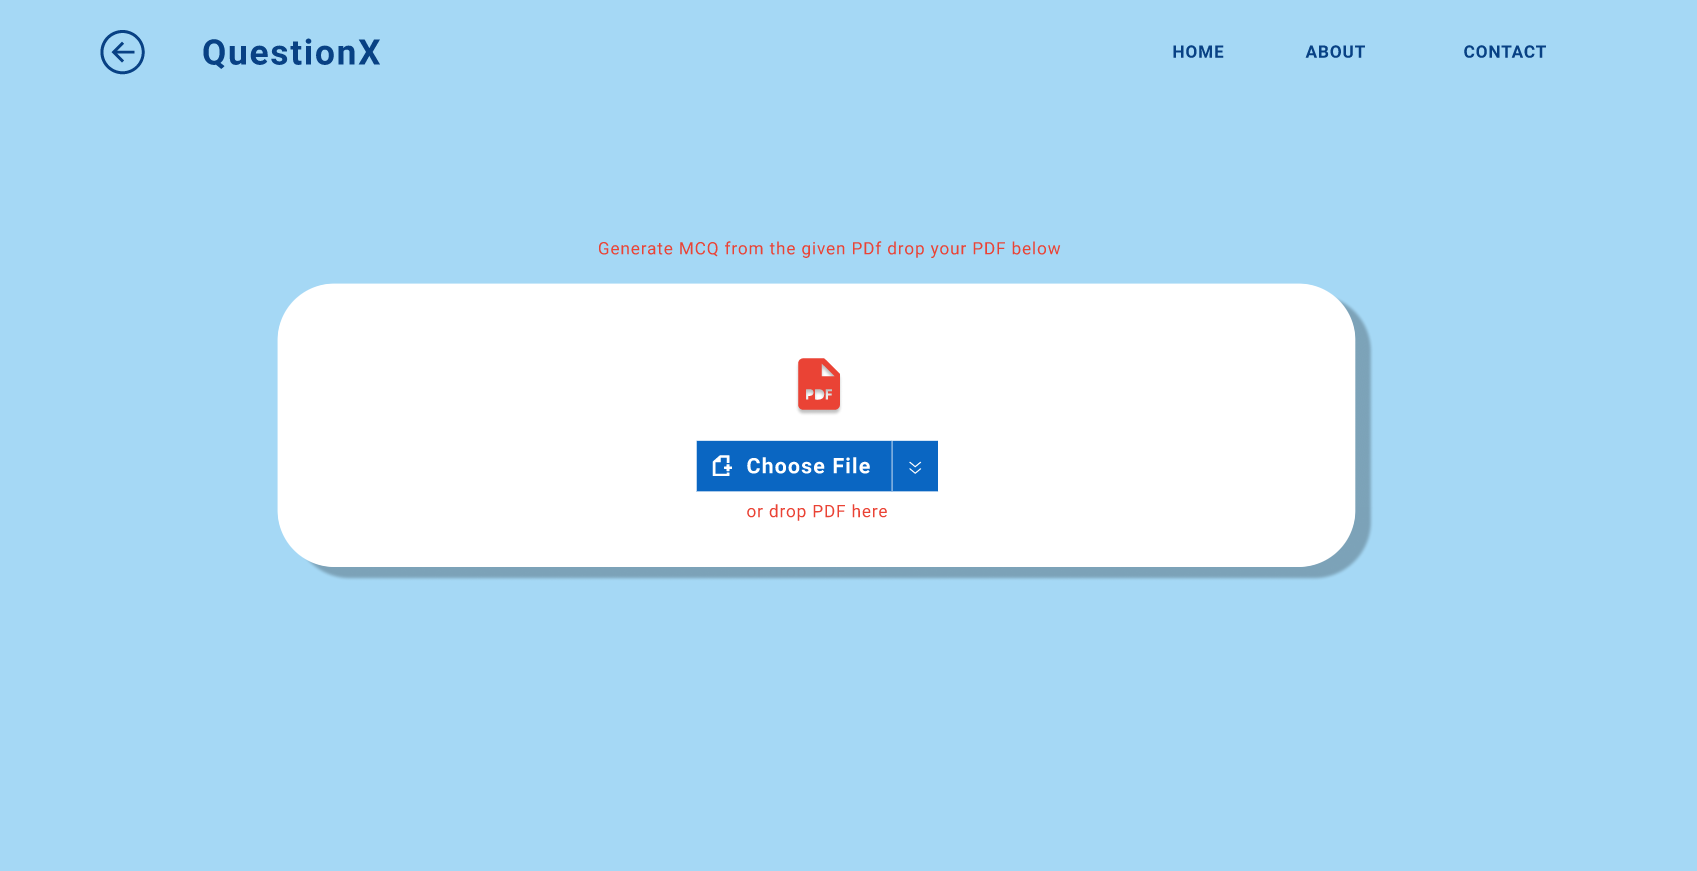 QuestionX
HOME
ABOUT
CONTACT
Generate MCQ from the given PDf drop your PDF below
PDF
Choose File
or drop PDF here